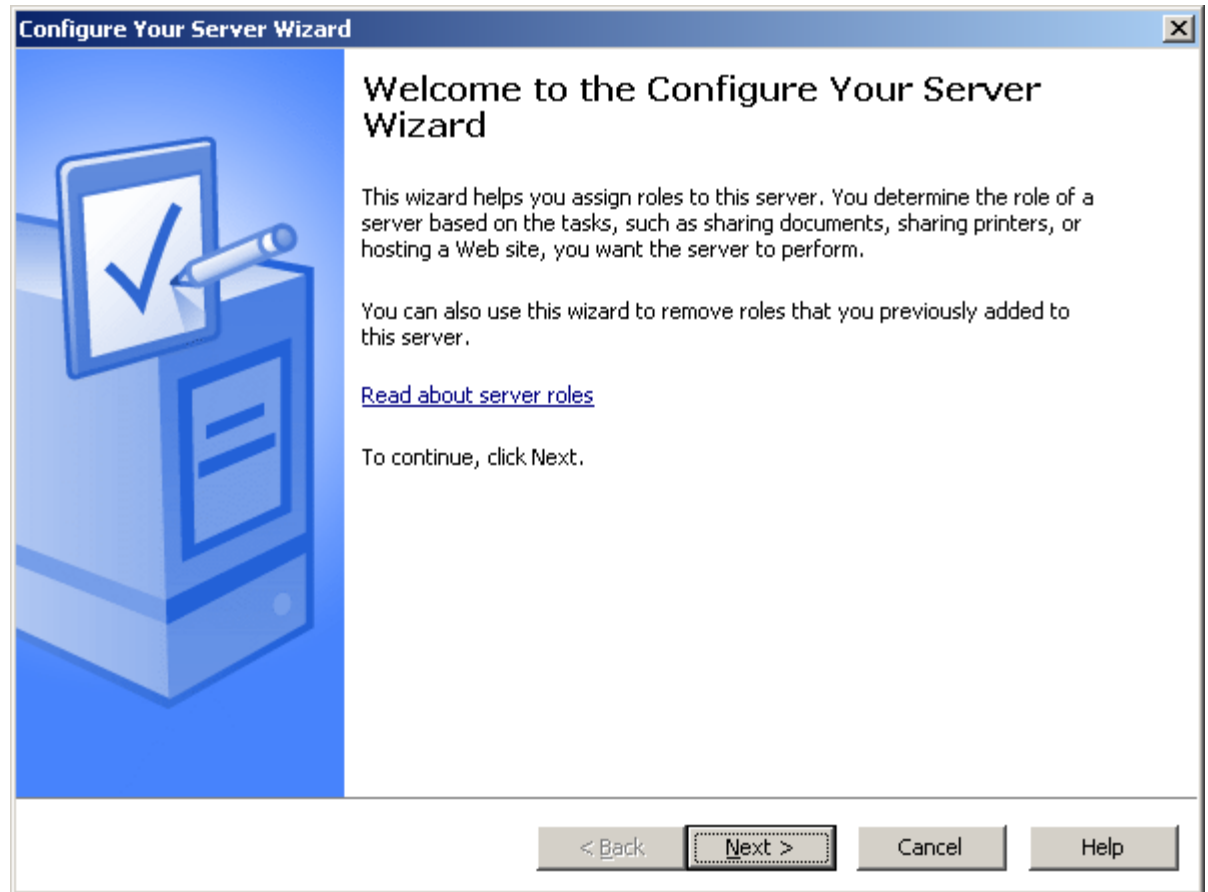 Configure Your Server Wizard
Welcome to the Configure Your Server
Wizard
This wizard helps you assign roles to this server. You determine the role of a
server based on the tasks, such as sharing documents, sharing printers, or
hosting a Web site, you want the server to perform.
You can also use this wizard to remove roles that you previously added to
this server.
Read about server roles
To continue, click Next.
< Back Next > Cancel Help